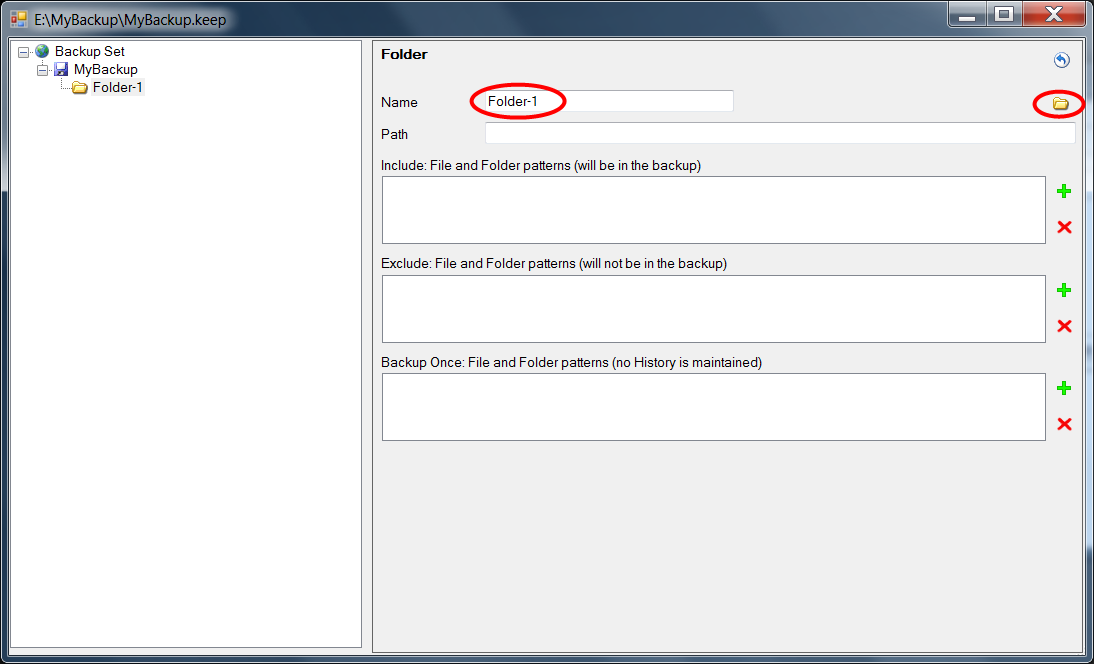 E:\MyBackup\MyBackup.keep
Backup Set
MyBackup
Folder-1
Folder
Name
Folder-1
Path
Include: File and Folder patterns (will be in the backup)
Exclude: File and Folder patterns (will not be in the backup)
Backup Once: File and Folder patterns (no History is maintained)